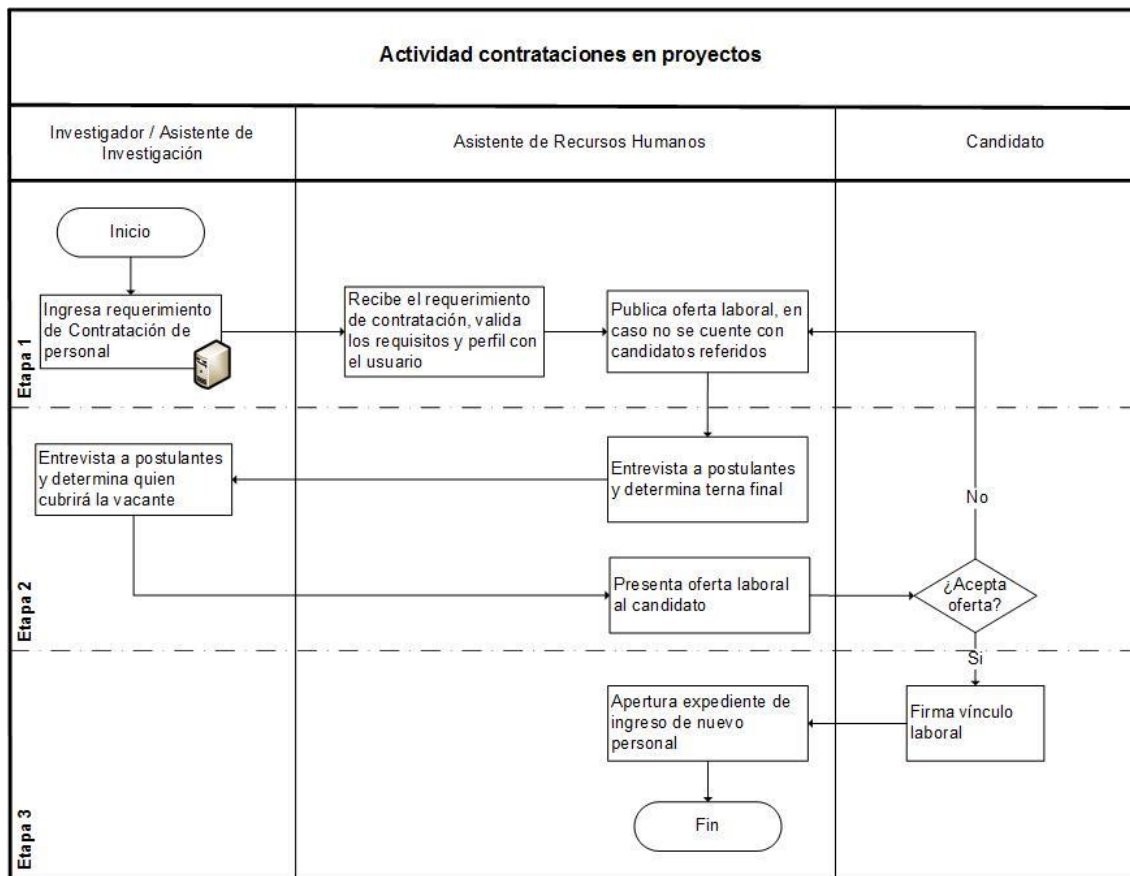 Actividad contrataciones en proyectos
Investigador / Asistente de
Investigación
Asistente de Recursos Humanos
Candidato
Etapa 1
Inicio
Ingresa requerimiento
de Contratación de
personal
Recibe el requerimiento
de contratación, valida
los requisitos y perfil con
el usuario
Publica oferta laboral, en
caso no se cuente con
candidatos referidos
Etapa 2
Entrevista a postulantes
y determina quien
cubrirá la vacante
Entrevista a postulantes
y determina terna final
No
Presenta oferta laboral
al candidato
¿Acepta
oferta?
Si
Etapa 3
Apertura expediente de
ingreso de nuevo
personal
Firma vínculo
laboral
Fin